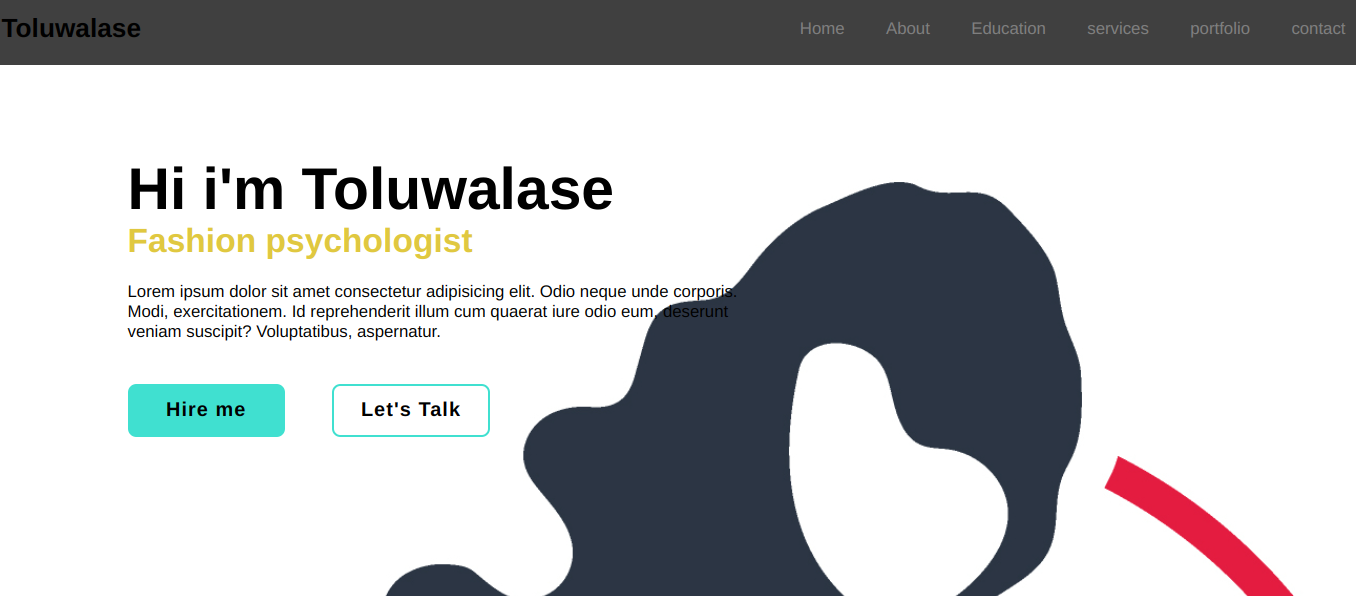 Toluwalase
Home About Education services portfolio contact
Hi i'm Toluwalase
Fashion psychologist
Lorem ipsum dolor sit amet consectetur adipisicing elit. Odio neque unde corporis.
Modi, exercitationem. Id reprehenderit illum cum quaerat iure odio eum, deserunt
veniam suscipit? Voluptatibus, aspernatur.
Hire me
Let's Talk